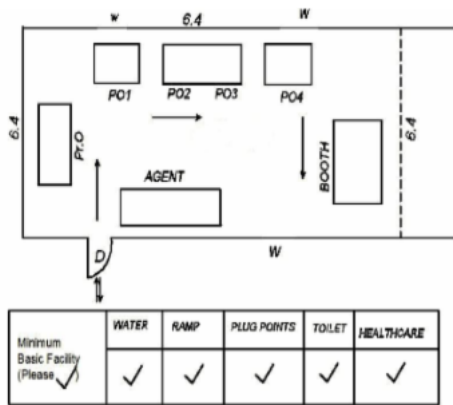 w 6.4 W
PO1 PO2 PO3 PO4
6.4 Pr.O BOOTH 6.4
AGENT
D W
Minimum
Basic Facility
(Please ✓)
WATER RAMP PLUG POINTS TOILET HEALTHCARE
✓ ✓ ✓ ✓ ✓